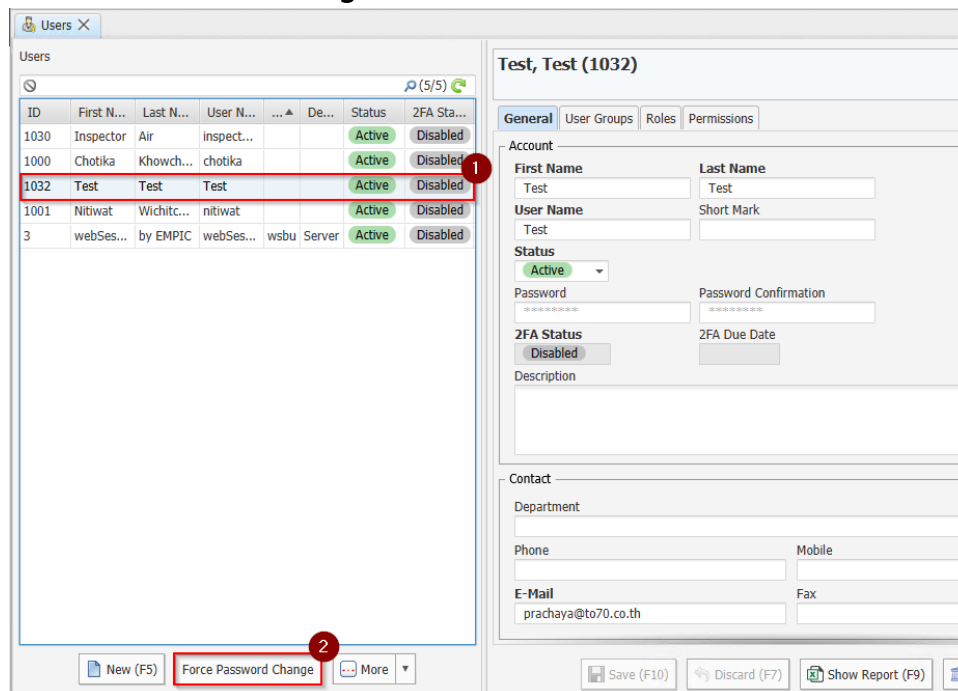 Users
Users
(5/5)
ID First N... Last N... User N... ... De... Status 2FA Sta...
1030 Inspector Air inspect... Active Disabled
1000 Chotika Khowch... chotika Active Disabled
1
1032 Test Test Test Active Disabled
1001 Nitiwat Wichitc... nitiwat Active Disabled
3 webSes... by EMPIC webSes... wsbu Server Active Disabled
2
New (F5) Force Password Change More
Test, Test (1032)
General User Groups Roles Permissions
Account
First Name Last Name
Test Test
User Name Short Mark
Test
Status
Active
Password Password Confirmation
******** ********
2FA Status 2FA Due Date
Disabled
Description
Contact
Department
Phone Mobile
E-Mail Fax
prachaya@to70.co.th
Save (F10) Discard (F7) Show Report (F9)